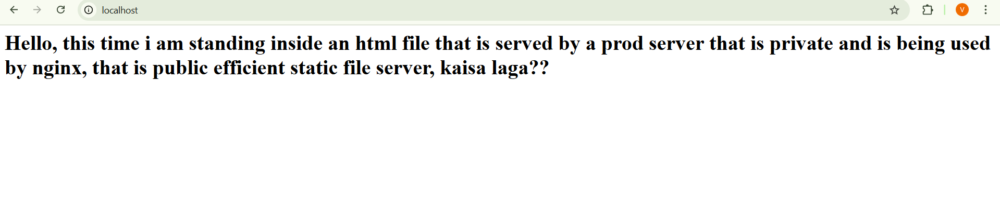 localhost
V
Hello, this time i am standing inside an html file that is served by a prod server that is private and is being used
by nginx, that is public efficient static file server, kaisa laga??